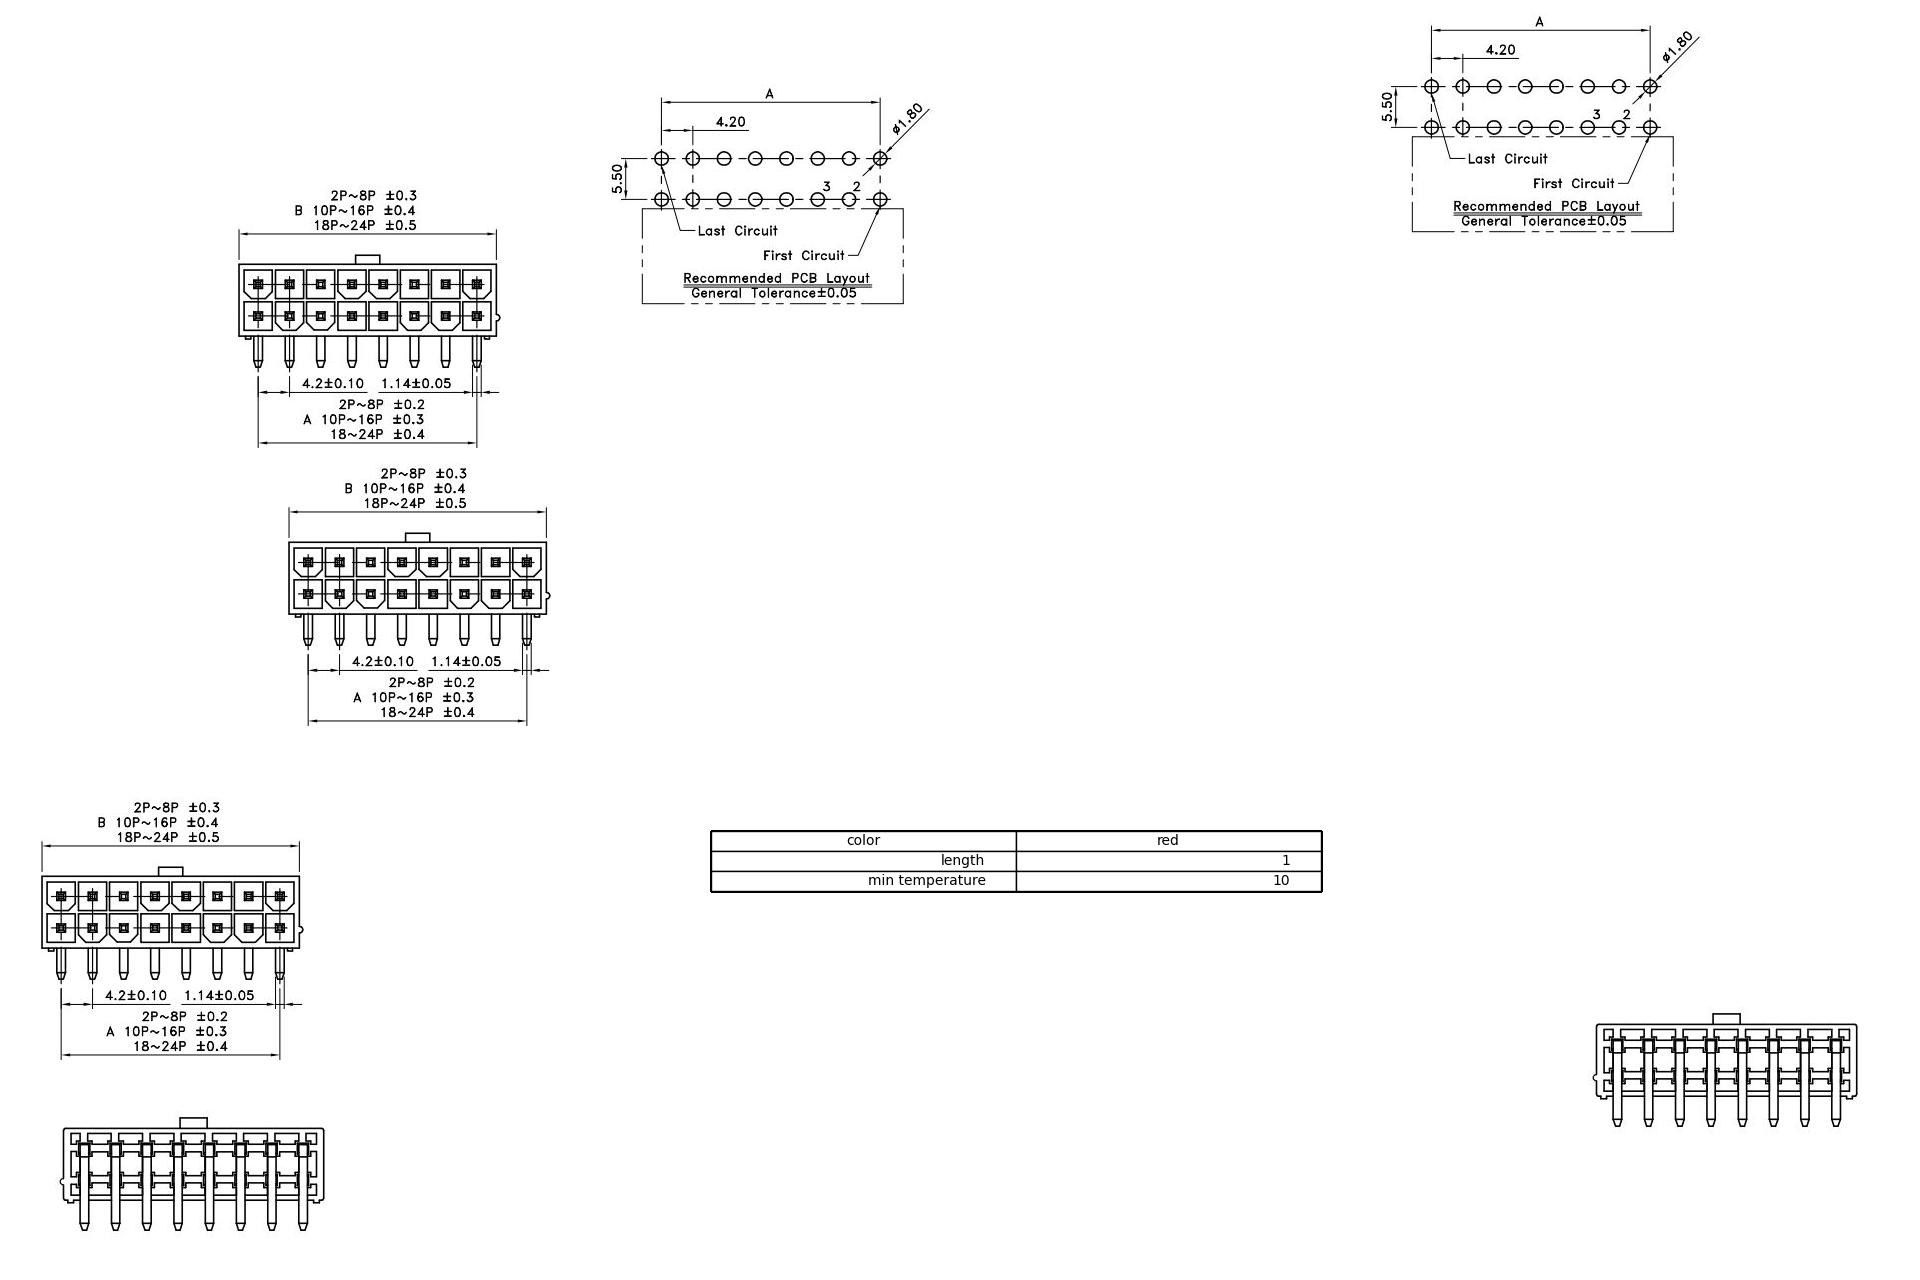 A
4.20
ø1.80
5.50
3 2
Last Circuit
First Circuit
Recommended PCB Layout
General Tolerance±0.05
A
4.20
ø1.80
5.50
3 2
Last Circuit
First Circuit
Recommended PCB Layout
General Tolerance±0.05
2P~8P ±0.3
B 10P~16P ±0.4
18P~24P ±0.5
4.2±0.10 1.14±0.05
2P~8P ±0.2
A 10P~16P ±0.3
18~24P ±0.4
2P~8P ±0.3
B 10P~16P ±0.4
18P~24P ±0.5
4.2±0.10 1.14±0.05
2P~8P ±0.2
A 10P~16P ±0.3
18~24P ±0.4
2P~8P ±0.3
B 10P~16P ±0.4
18P~24P ±0.5
4.2±0.10 1.14±0.05
2P~8P ±0.2
A 10P~16P ±0.3
18~24P ±0.4
color red
length 1
min temperature 10